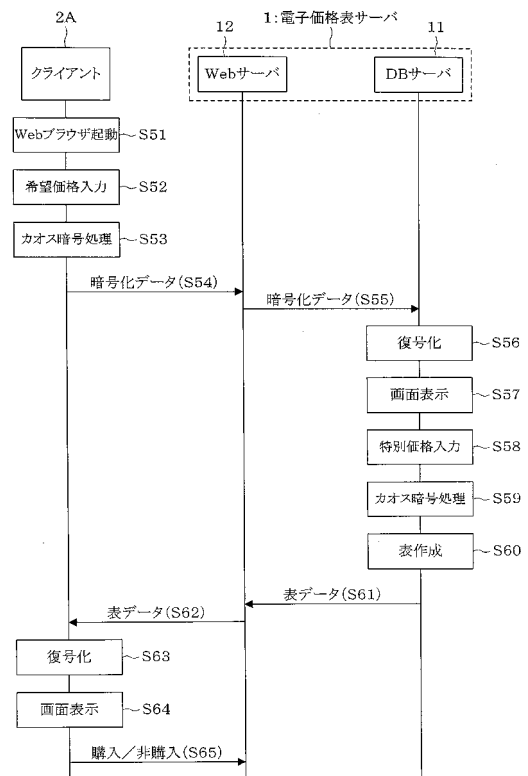 2A
1:電子価格表サーバ
12
11
クライアント
Webサーバ
DBサーバ
Webブラウザ起動
S51
希望価格入力
S52
カオス暗号処理
S53
暗号化データ(S54)
暗号化データ(S55)
復号化
S56
画面表示
S57
特別価格入力
S58
カオス暗号処理
S59
表作成
S60
表データ(S61)
表データ(S62)
復号化
S63
画面表示
S64
購入/非購入(S65)